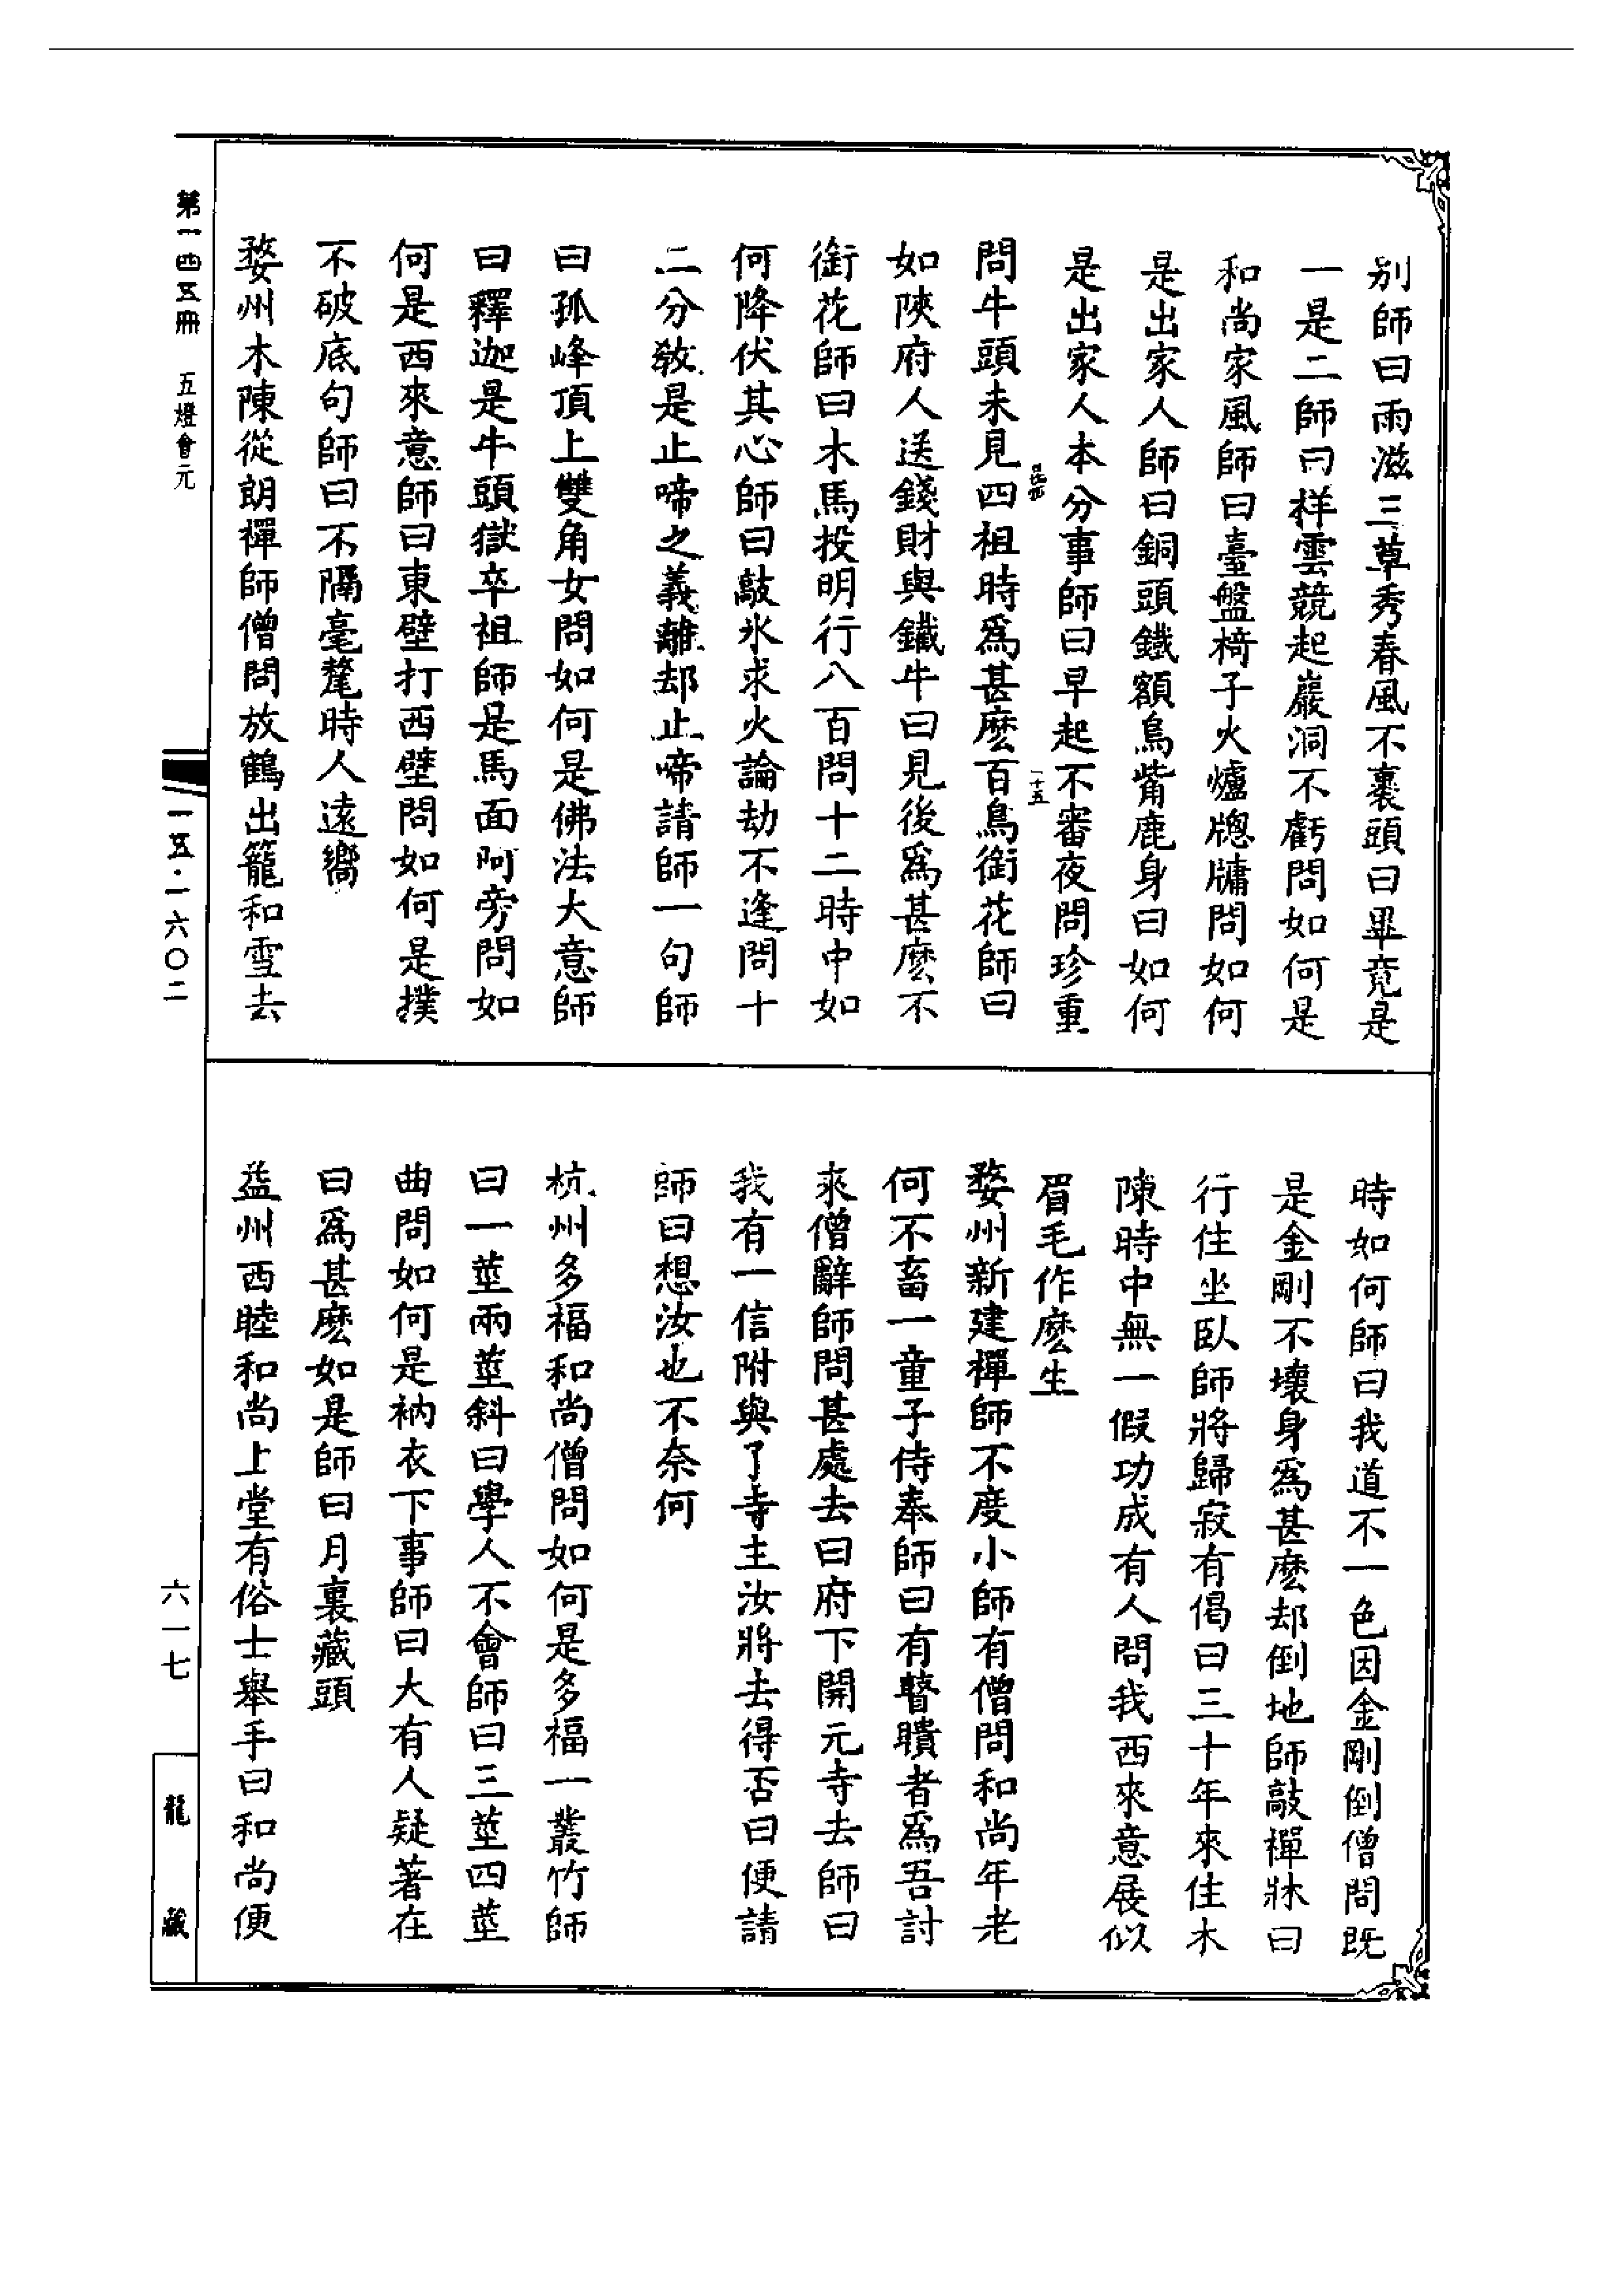 別師曰雨滋三草秀春風不裹頭曰畢竟是
一是二師曰祥雲競起巖洞不虧問如何是
和尚家風師曰臺盤椅子火爐牕牗問如何
是出家人師曰銅頭鐵額烏觜鹿身曰如何
是出家人本分事師曰早起不審夜問珍重
一十五
問牛頭未見四祖時爲甚麽百鳥銜花師曰
如陝府人送錢財與鐵牛曰見後爲甚麽不
銜花師曰木馬投明行八百問十二時中如
何降伏其心師曰敲氷求火論劫不逢問十
二分教是止啼之義離却止啼請師一句師
曰孤峰頂上雙角女問如何是佛法大意師
曰釋迦是牛頭獄卒祖師是馬面阿旁問如
何是西來意師曰東壁打西壁問如何是撲
不破底句師曰不隔毫氂時人遠嚮
婺州木陳從朗禪師僧問放鶴出籠和雪去
時如何師曰我道不一色因金剛倒僧問既
是金剛不壞身爲甚麽却倒地師敲禪牀曰
行住坐臥師將歸寂有偈曰三十年來住木
陳時中無一假功成有人問我西來意展似
眉毛作麽生
婺州新建禪師不度小師有僧問和尚年老
何不畜一童子侍奉師曰有瞽聵者爲吾討
來僧辭師問甚處去曰府下開元寺去師曰
我有一信附與了寺主汝將去得否曰便請
師曰想汝也不奈何
杭州多福和尚僧問如何是多福一叢竹師
曰一莖兩莖斜曰學人不會師曰三莖四莖
曲問如何是衲衣下事師曰大有人疑著在
曰爲甚麽如是師曰月裏藏頭
益州西睦和尚上堂有俗士舉手曰和尚便
第一四五冊 五燈會元
一五·一六〇二
六一七
龍藏